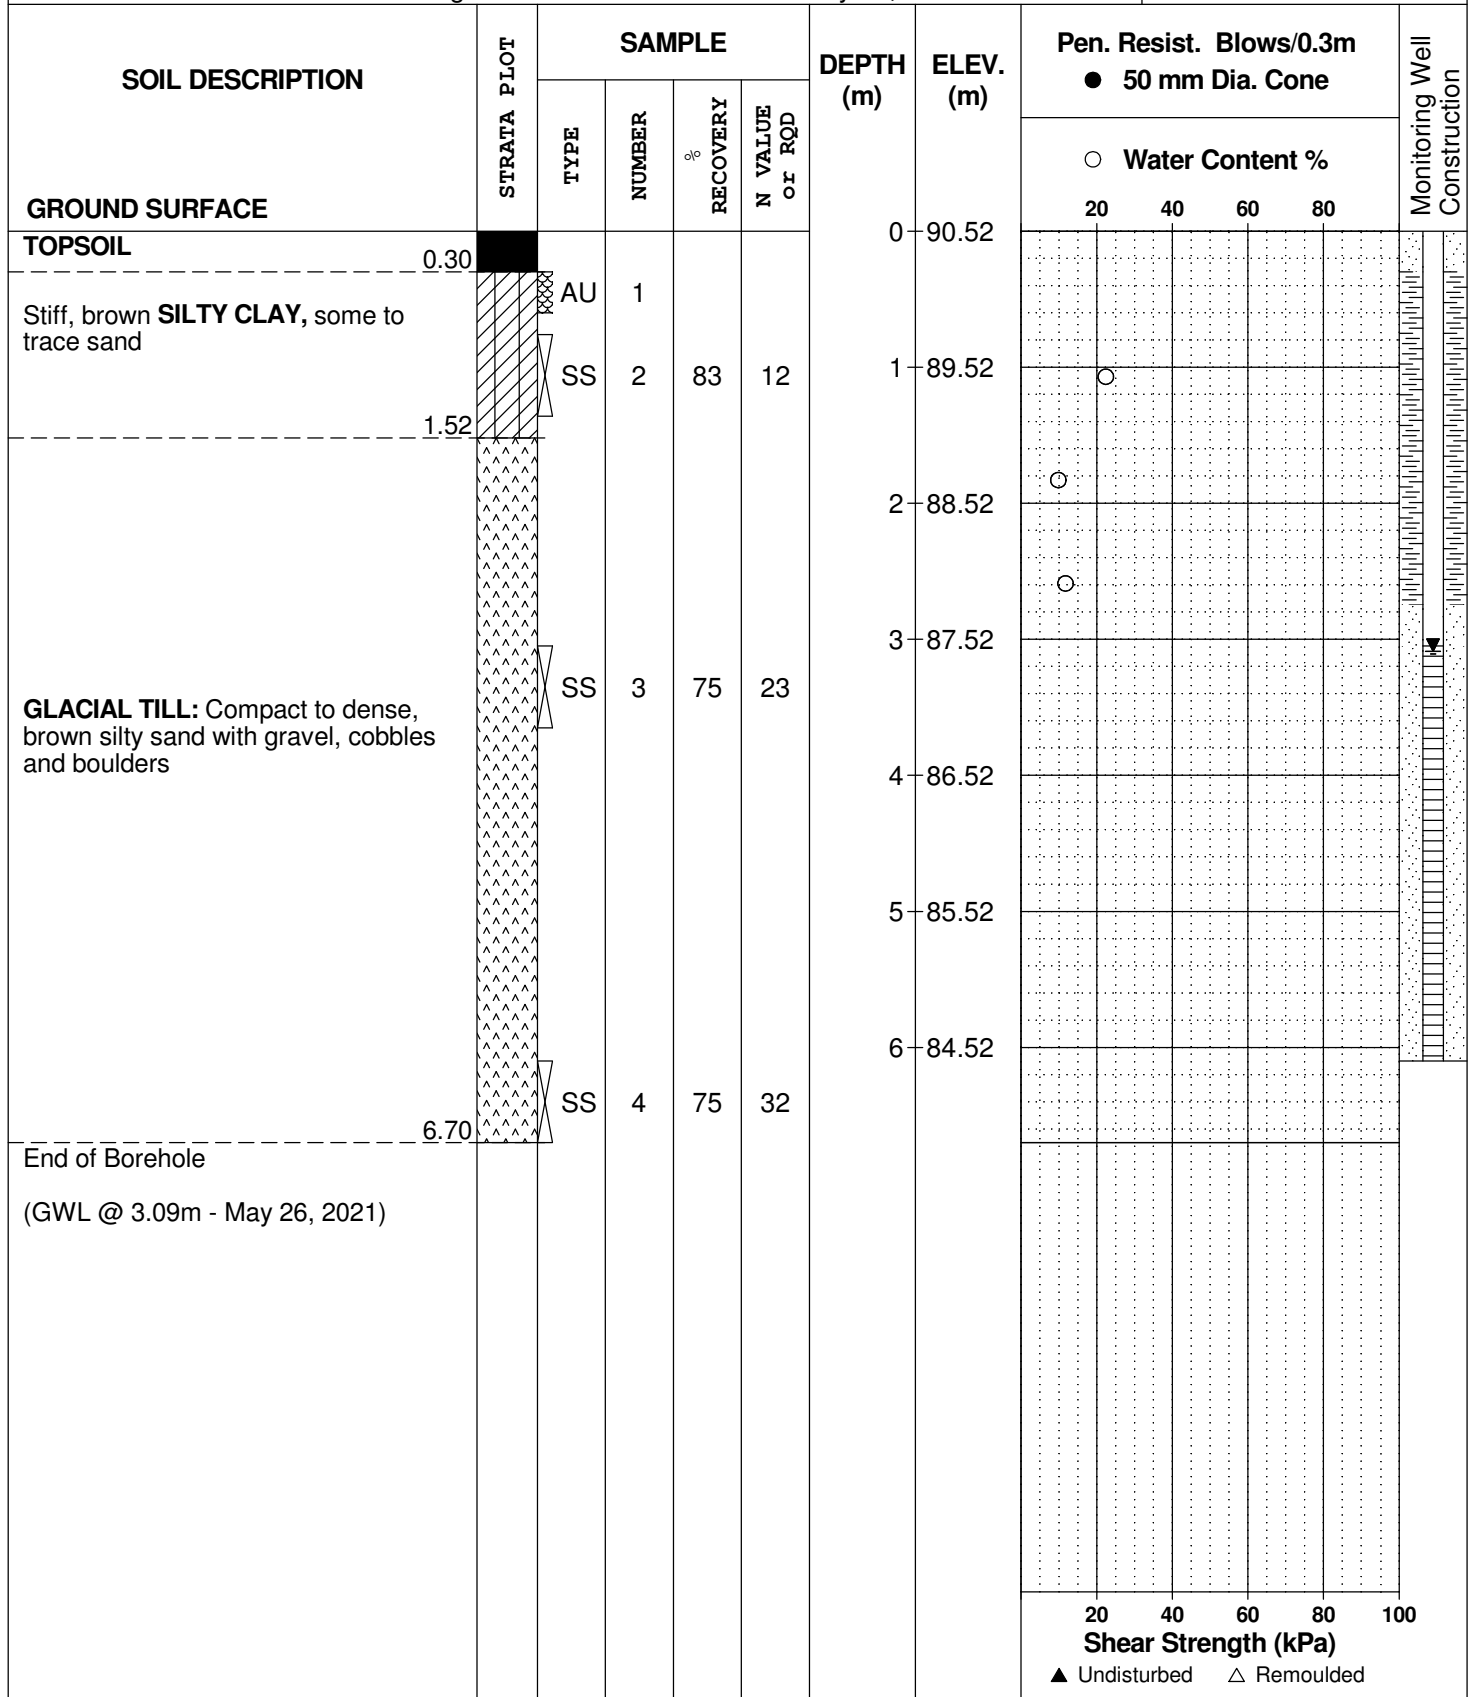 SOIL DESCRIPTION
GROUND SURFACE
STRATA PLOT
SAMPLE
TYPE
NUMBER
% RECOVERY
N VALUE or RQD
DEPTH (m)
ELEV. (m)
Pen. Resist. Blows/0.3m
● 50 mm Dia. Cone
○ Water Content %
20 40 60 80
Monitoring Well Construction
0 90.52
TOPSOIL
0.30
AU 1
Stiff, brown SILTY CLAY, some to
trace sand
SS 2 83 12
1 89.52
1.52
2 88.52
3 87.52
SS 3 75 23
GLACIAL TILL: Compact to dense,
brown silty sand with gravel, cobbles
and boulders
4 86.52
5 85.52
6 84.52
SS 4 75 32
6.70
End of Borehole
(GWL @ 3.09m - May 26, 2021)
20 40 60 80 100
Shear Strength (kPa)
▲ Undisturbed △ Remoulded